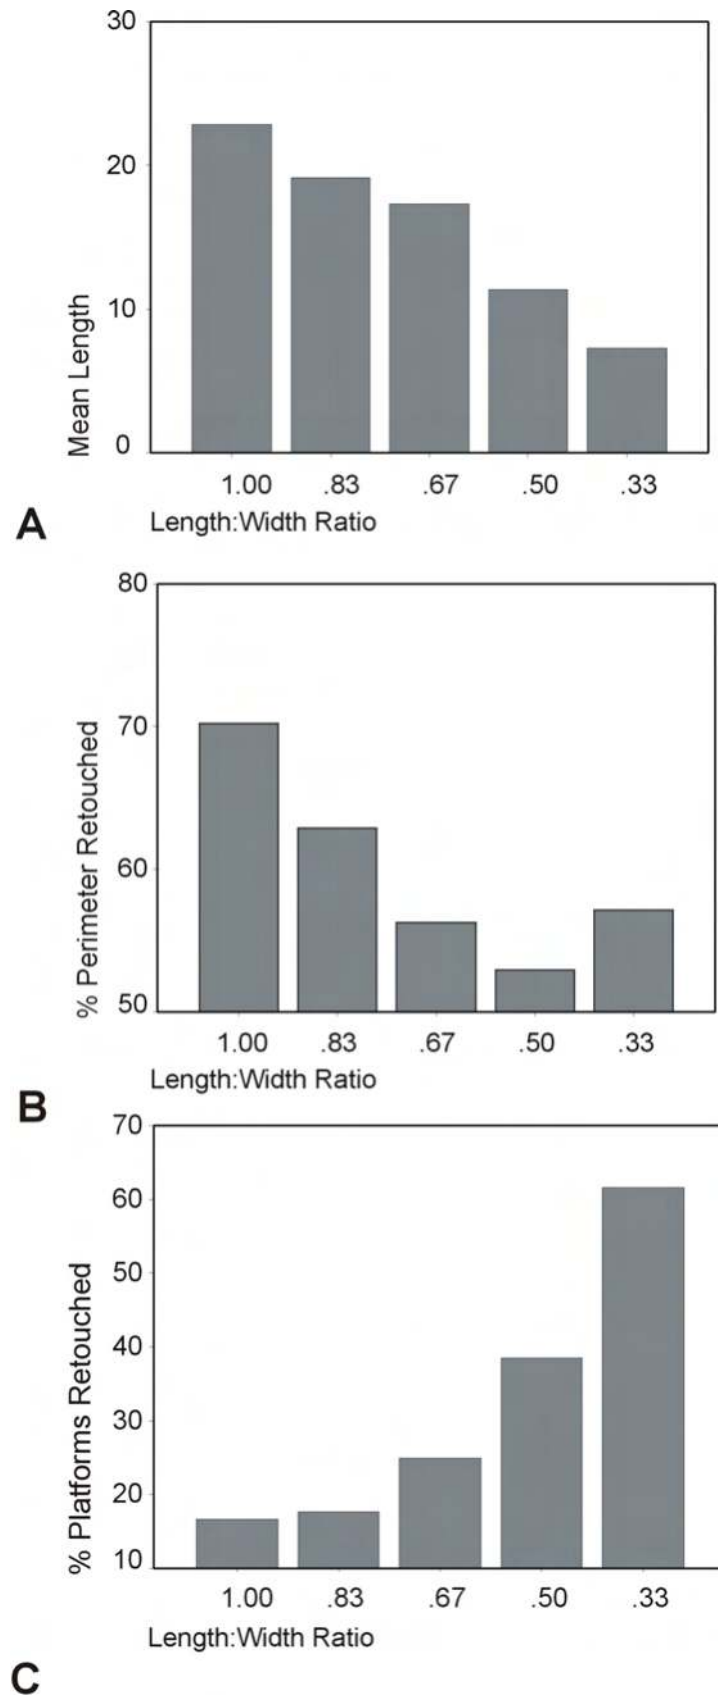 30
20
10
0
Mean Length
1.00 .83 .67 .50 .33
Length:Width Ratio
A
80
70
60
50
% Perimeter Retouched
1.00 .83 .67 .50 .33
Length:Width Ratio
B
70
60
50
40
30
20
10
% Platforms Retouched
1.00 .83 .67 .50 .33
Length:Width Ratio
C